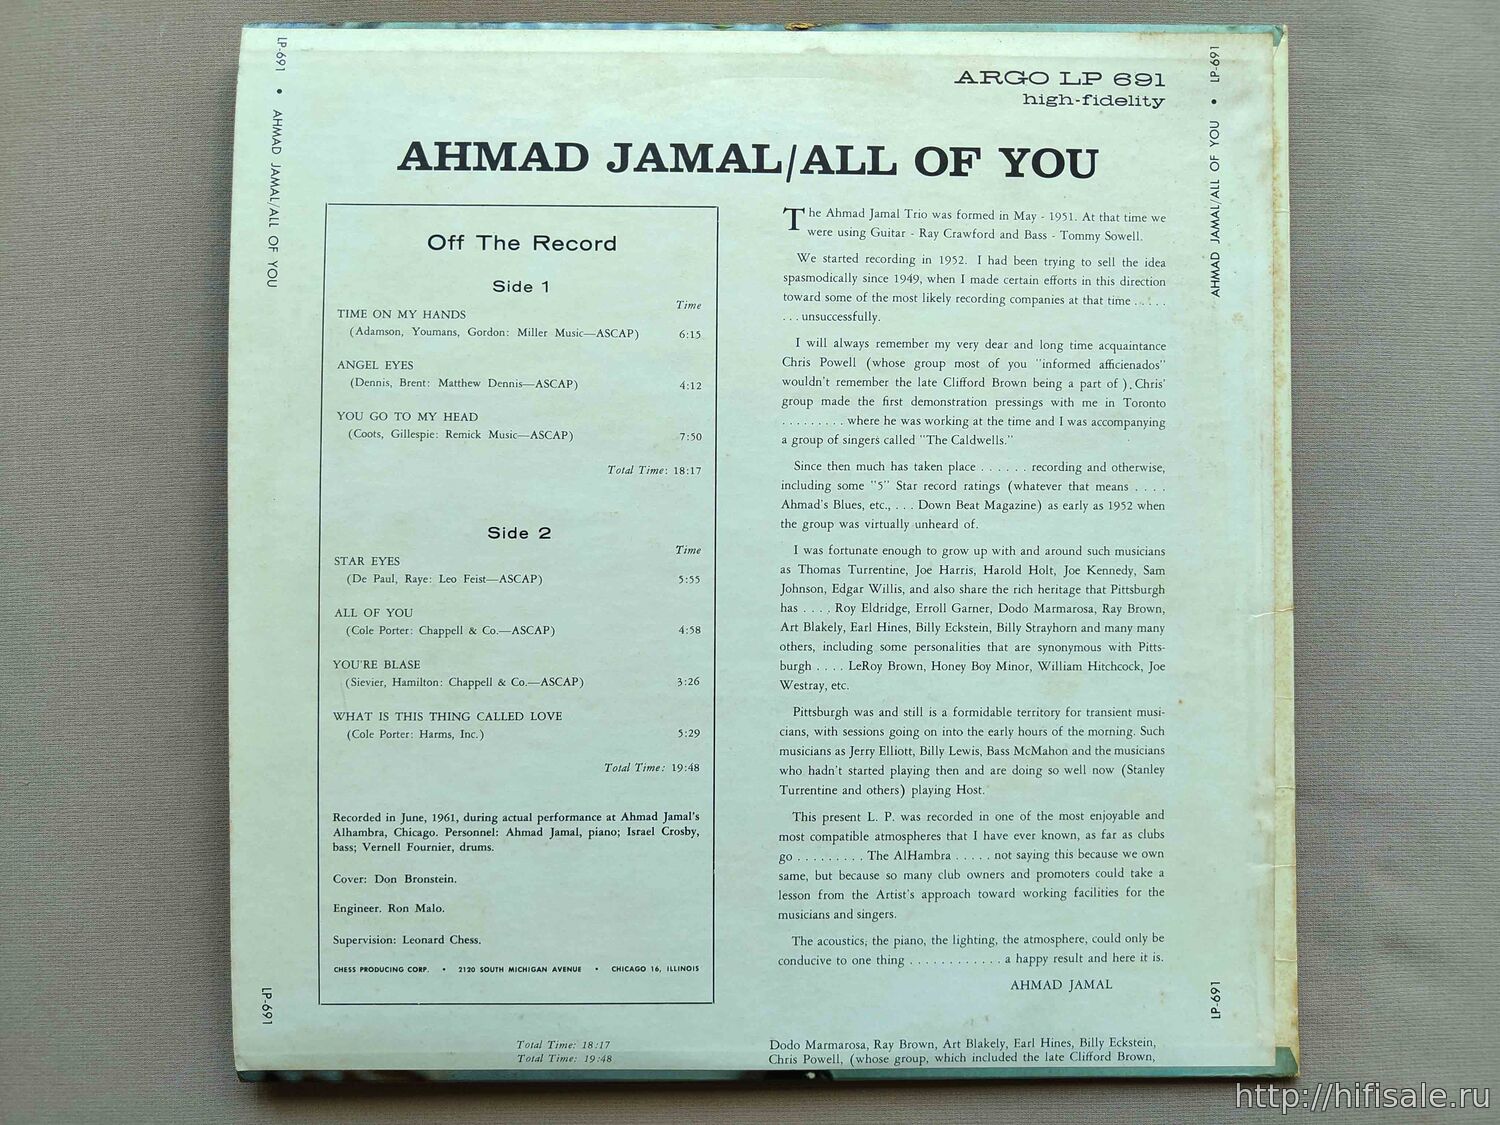 ARGO LP 691
high-fidelity
AHMAD JAMAL/ALL OF YOU
LP-691 • AHMAD JAMAL/ALL OF YOU
LP-691
Off The Record
Side 1
Time
TIME ON MY HANDS
(Adamson, Youmans, Gordon: Miller Music—ASCAP) 6:15
ANGEL EYES
(Dennis, Brent: Matthew Dennis—ASCAP) 4:12
YOU GO TO MY HEAD
(Coots, Gillespie: Remick Music—ASCAP) 7:50
Total Time: 18:17
Side 2
Time
STAR EYES
(De Paul, Raye: Leo Feist—ASCAP) 5:55
ALL OF YOU
(Cole Porter: Chappell & Co.—ASCAP) 4:58
YOU'RE BLASE
(Sievier, Hamilton: Chappell & Co.—ASCAP) 3:26
WHAT IS THIS THING CALLED LOVE
(Cole Porter: Harms, Inc.) 5:29
Total Time: 19:48
Recorded in June, 1961, during actual performance at Ahmad Jamal's
Alhambra, Chicago. Personnel: Ahmad Jamal, piano; Israel Crosby,
bass; Vernell Fournier, drums.
Cover: Don Bronstein.
Engineer. Ron Malo.
Supervision: Leonard Chess.
CHESS PRODUCING CORP. • 2120 SOUTH MICHIGAN AVENUE • CHICAGO 16, ILLINOIS
Total Time: 18:17
Total Time: 19:48
The Ahmad Jamal Trio was formed in May - 1951. At that time we
were using Guitar - Ray Crawford and Bass - Tommy Sowell.
We started recording in 1952. I had been trying to sell the idea
spasmodically since 1949, when I made certain efforts in this direction
toward some of the most likely recording companies at that time . . . . .
. . . unsuccessfully.
I will always remember my very dear and long time acquaintance
Chris Powell (whose group most of you "informed afficienados"
wouldn't remember the late Clifford Brown being a part of ). Chris'
group made the first demonstration pressings with me in Toronto
. . . . . . . . . where he was working at the time and I was accompanying
a group of singers called "The Caldwells."
Since then much has taken place . . . . . . recording and otherwise,
including some "5" Star record ratings (whatever that means . . . .
Ahmad's Blues, etc., . . . Down Beat Magazine) as early as 1952 when
the group was virtually unheard of.
I was fortunate enough to grow up with and around such musicians
as Thomas Turrentine, Joe Harris, Harold Holt, Joe Kennedy, Sam
Johnson, Edgar Willis, and also share the rich heritage that Pittsburgh
has . . . . Roy Eldridge, Erroll Garner, Dodo Marmarosa, Ray Brown,
Art Blakely, Earl Hines, Billy Eckstein, Billy Strayhorn and many many
others, including some personalities that are synonymous with Pitts-
burgh . . . . LeRoy Brown, Honey Boy Minor, William Hitchcock, Joe
Westray, etc.
Pittsburgh was and still is a formidable territory for transient musi-
cians, with sessions going on into the early hours of the morning. Such
musicians as Jerry Elliott, Billy Lewis, Bass McMahon and the musicians
who hadn't started playing then and are doing so well now (Stanley
Turrentine and others) playing Host.
This present L. P. was recorded in one of the most enjoyable and
most compatible atmospheres that I have ever known, as far as clubs
go . . . . . . . . . The AlHambra . . . . . not saying this because we own
same, but because so many club owners and promoters could take a
lesson from the Artist's approach toward working facilities for the
musicians and singers.
The acoustics, the piano, the lighting, the atmosphere, could only be
conducive to one thing . . . . . . . . . . . . a happy result and here it is.
AHMAD JAMAL
Dodo Marmarosa, Ray Brown, Art Blakely, Earl Hines, Billy Eckstein,
Chris Powell, (whose group, which included the late Clifford Brown,
LP-691 • AHMAD JAMAL/ALL OF YOU
LP-691
http://hifisale.ru